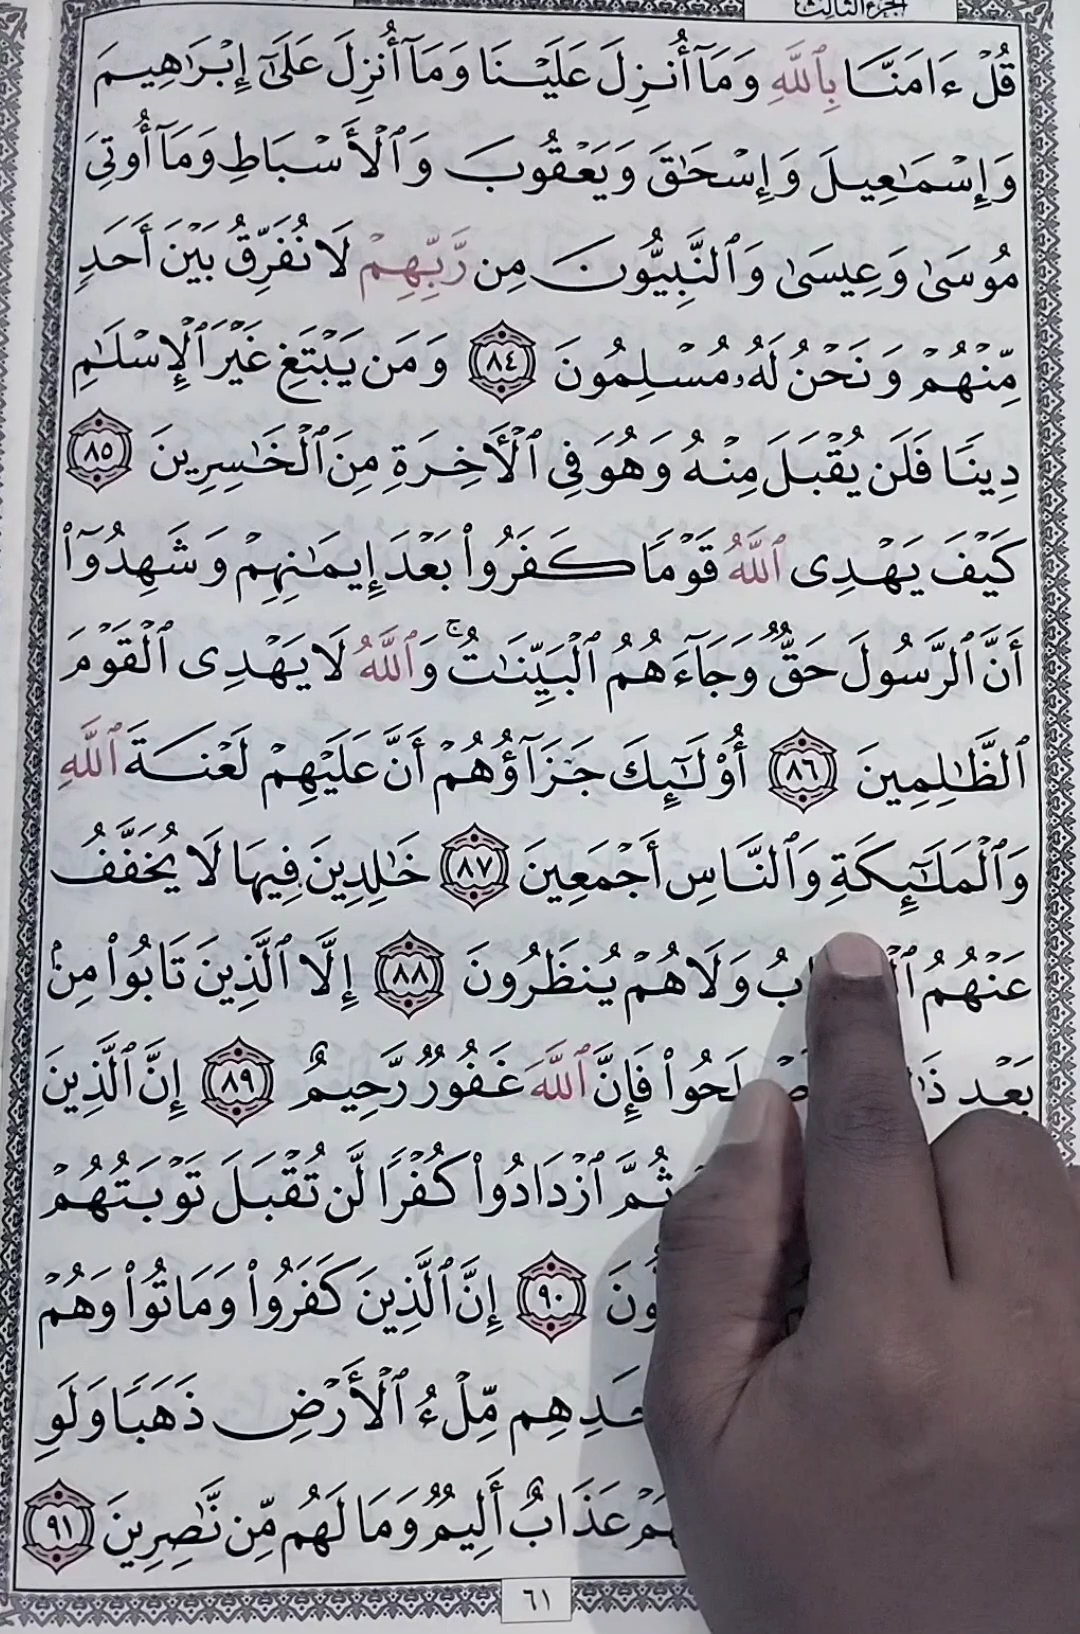 الجزء الثالث
قُلْ ءَامَنَّا بِٱللَّهِ وَمَآ أُنزِلَ عَلَيْنَا وَمَآ أُنزِلَ عَلَىٰٓ إِبْرَٰهِيمَ
وَإِسْمَٰعِيلَ وَإِسْحَٰقَ وَيَعْقُوبَ وَٱلْأَسْبَاطِ وَمَآ أُوتِىَ
مُوسَىٰ وَعِيسَىٰ وَٱلنَّبِيُّونَ مِن رَّبِّهِمْ لَا نُفَرِّقُ بَيْنَ أَحَدٍ
مِّنْهُمْ وَنَحْنُ لَهُۥ مُسْلِمُونَ ٨٤ وَمَن يَبْتَغِ غَيْرَ ٱلْإِسْلَٰمِ
دِينًا فَلَن يُقْبَلَ مِنْهُ وَهُوَ فِى ٱلْأَخِرَةِ مِنَ ٱلْخَٰسِرِينَ ٨٥
كَيْفَ يَهْدِى ٱللَّهُ قَوْمًا كَفَرُوا۟ بَعْدَ إِيمَٰنِهِمْ وَشَهِدُوٓا۟
أَنَّ ٱلرَّسُولَ حَقٌّ وَجَآءَهُمُ ٱلْبَيِّنَٰتُ ۚ وَٱللَّهُ لَا يَهْدِى ٱلْقَوْمَ
ٱلظَّٰلِمِينَ ٨٦ أُو۟لَٰٓئِكَ جَزَآؤُهُمْ أَنَّ عَلَيْهِمْ لَعْنَةَ ٱللَّهِ
وَٱلْمَلَٰٓئِكَةِ وَٱلنَّاسِ أَجْمَعِينَ ٨٧ خَٰلِدِينَ فِيهَا لَا يُخَفَّفُ
عَنْهُمُ وَلَا هُمْ يُنظَرُونَ ٨٨ إِلَّا ٱلَّذِينَ تَابُوا۟ مِنۢ
بَعْدِ فَإِنَّ ٱللَّهَ غَفُورٌ رَّحِيمٌ ٨٩ إِنَّ ٱلَّذِينَ
ثُمَّ ٱزْدَادُوا۟ كُفْرًا لَّن تُقْبَلَ تَوْبَتُهُمْ
٩٠ إِنَّ ٱلَّذِينَ كَفَرُوا۟ وَمَاتُوا۟ وَهُمْ
مِّلْءُ ٱلْأَرْضِ ذَهَبًا وَلَوِ
عَذَابٌ أَلِيمٌ وَمَا لَهُم مِّن نَّٰصِرِينَ ٩١
٦١